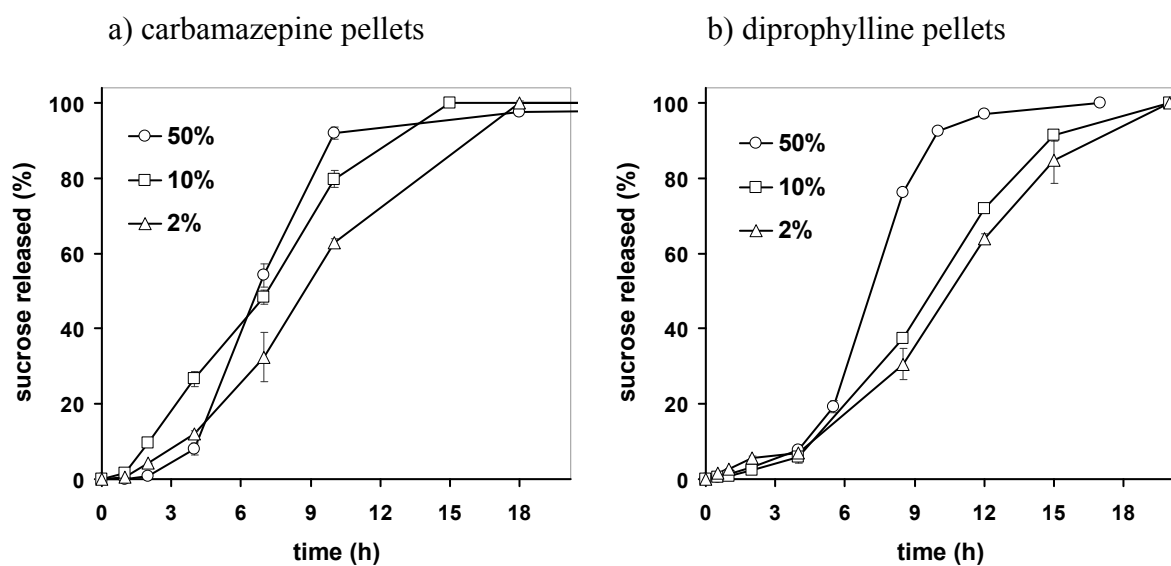 a) carbamazepine pellets
sucrose released (%)
100
80
60
40
20
0
50%
10%
2%
0 3 6 9 12 15 18
time (h)
b) diprophylline pellets
sucrose released (%)
100
80
60
40
20
0
50%
10%
2%
0 3 6 9 12 15 18
time (h)